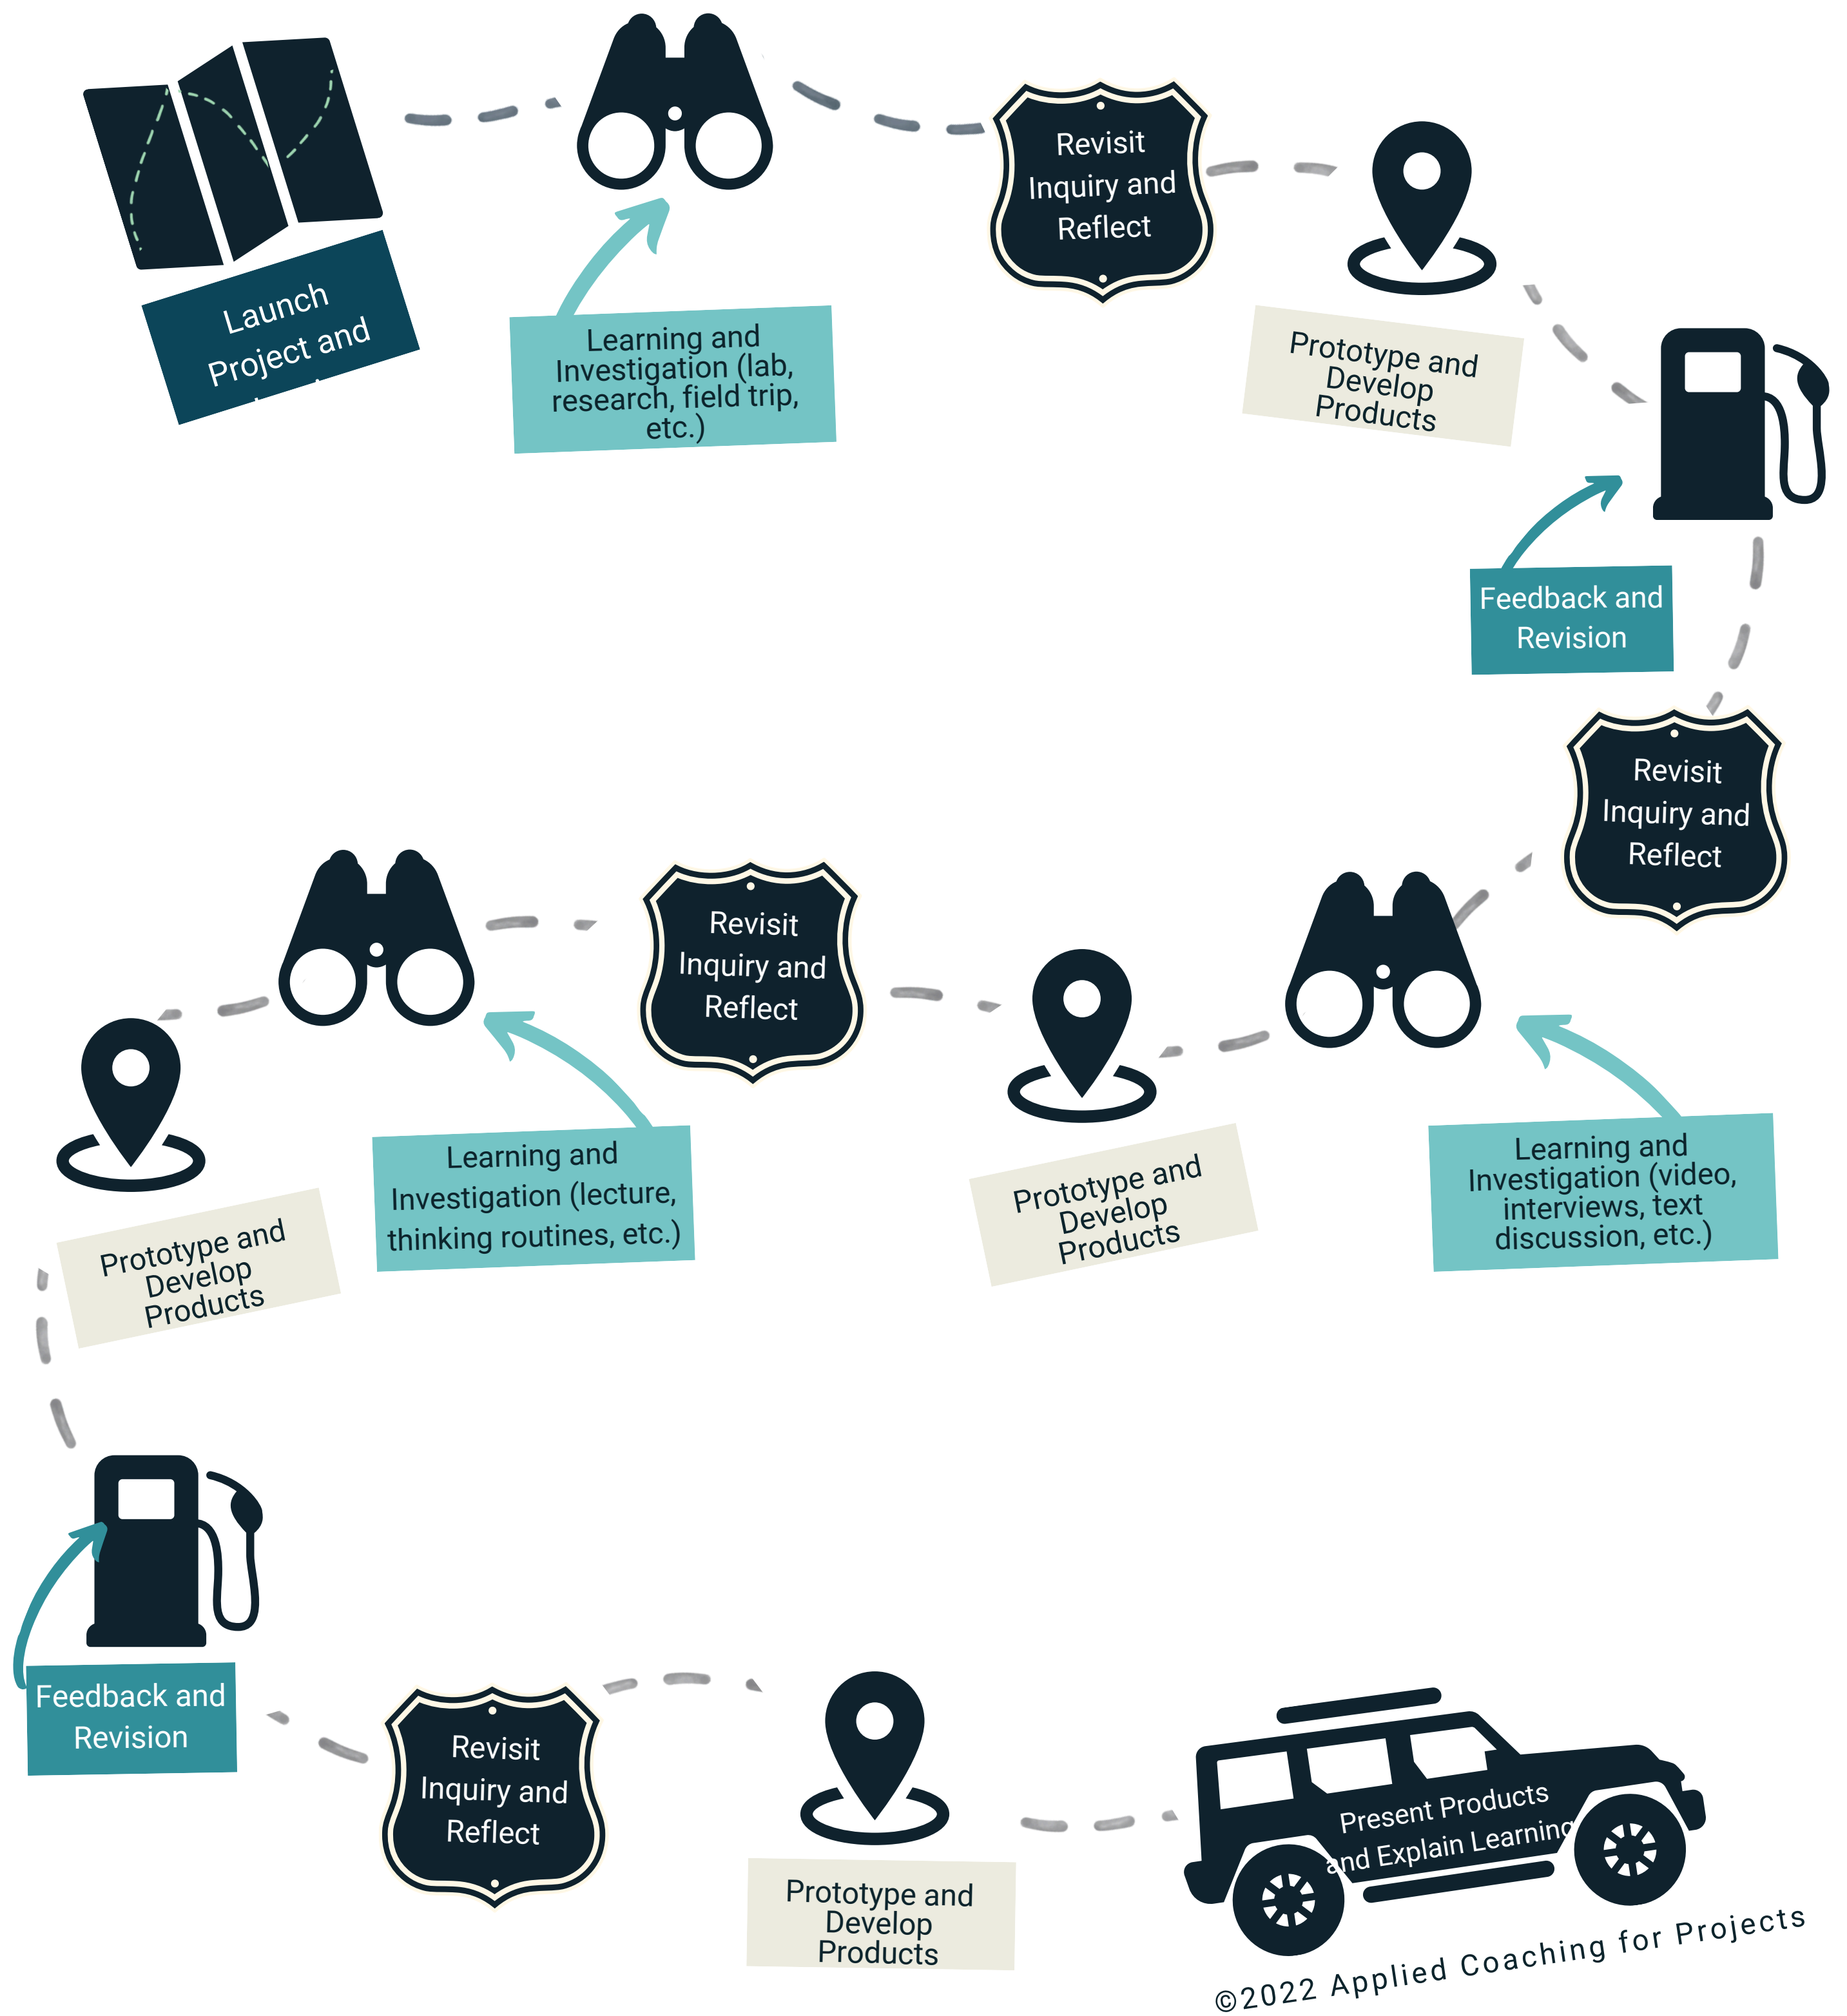 Launch
Project and
Learning and
Investigation (lab,
research, field trip,
etc.)
Revisit
Inquiry and
Reflect
Prototype and
Develop
Products
Feedback and
Revision
Revisit
Inquiry and
Reflect
Learning and
Investigation (video,
interviews, text
discussion, etc.)
Prototype and
Develop
Products
Revisit
Inquiry and
Reflect
Learning and
Investigation (lecture,
thinking routines, etc.)
Prototype and
Develop
Products
Feedback and
Revision
Revisit
Inquiry and
Reflect
Prototype and
Develop
Products
Present Products
and Explain Learning
©2022 Applied Coaching for Projects